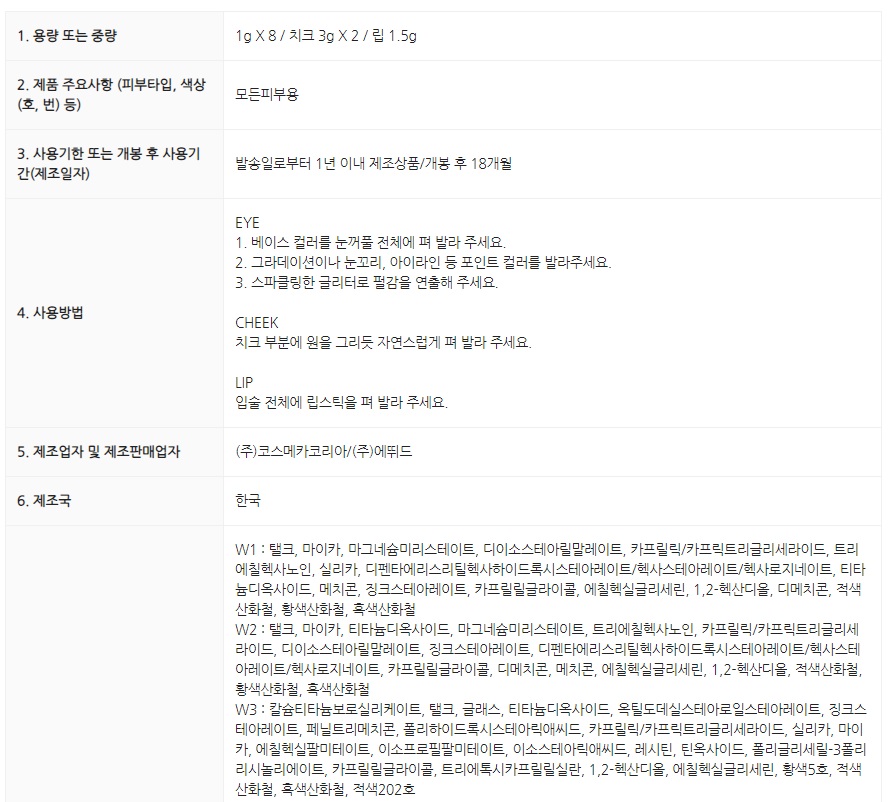 1. 용량 또는 중량
1g X 8 / 치크 3g X 2 / 립 1.5g
2. 제품 주요사항 (피부타입, 색상
(호, 번) 등)
모든피부용
3. 사용기한 또는 개봉 후 사용기
간(제조일자)
발송일로부터 1년 이내 제조상품/개봉 후 18개월
4. 사용방법
EYE
1. 베이스 컬러를 눈꺼풀 전체에 펴 발라 주세요.
2. 그라데이션이나 눈꼬리, 아이라인 등 포인트 컬러를 발라주세요.
3. 스파클링한 글리터로 펄감을 연출해 주세요.
CHEEK
치크 부분에 원을 그리듯 자연스럽게 펴 발라 주세요.
LIP
입술 전체에 립스틱을 펴 발라 주세요.
5. 제조업자 및 제조판매업자
(주)코스메카코리아/(주)에뛰드
6. 제조국
한국
W1 : 탤크, 마이카, 마그네슘미리스테이트, 디이소스테아릴말레이트, 카프릴릭/카프릭트리글리세라이드, 트리
에칠헥사노인, 실리카, 디펜타에리스리틸헥사하이드록시스테아레이트/헥사스테아레이트/헥사로지네이트, 티타
늄디옥사이드, 메치콘, 징크스테아레이트, 카프릴릴글라이콜, 에칠헥실글리세린, 1,2-헥산디올, 디메치콘, 적색
산화철, 황색산화철, 흑색산화철
W2 : 탤크, 마이카, 티타늄디옥사이드, 마그네슘미리스테이트, 트리에칠헥사노인, 카프릴릭/카프릭트리글리세
라이드, 디이소스테아릴말레이트, 징크스테아레이트, 디펜타에리스리틸헥사하이드록시스테아레이트/헥사스테
아레이트/헥사로지네이트, 카프릴릴글라이콜, 디메치콘, 메치콘, 에칠헥실글리세린, 1,2-헥산디올, 적색산화철,
황색산화철, 흑색산화철
W3 : 칼슘티타늄보로실리케이트, 탤크, 글래스, 티타늄디옥사이드, 옥틸도데실스테아로일스테아레이트, 징크스
테아레이트, 페닐트리메치콘, 폴리하이드록시스테아릭애씨드, 카프릴릭/카프릭트리글리세라이드, 실리카, 마이
카, 에칠헥실팔미테이트, 이소프로필팔미테이트, 이소스테아릭애씨드, 레시틴, 틴옥사이드, 폴리글리세릴-3폴리
리시놀리에이트, 카프릴릴글라이콜, 트리에톡시카프릴릴실란, 1,2-헥산디올, 에칠헥실글리세린, 황색5호, 적색
산화철, 흑색산화철, 적색202호